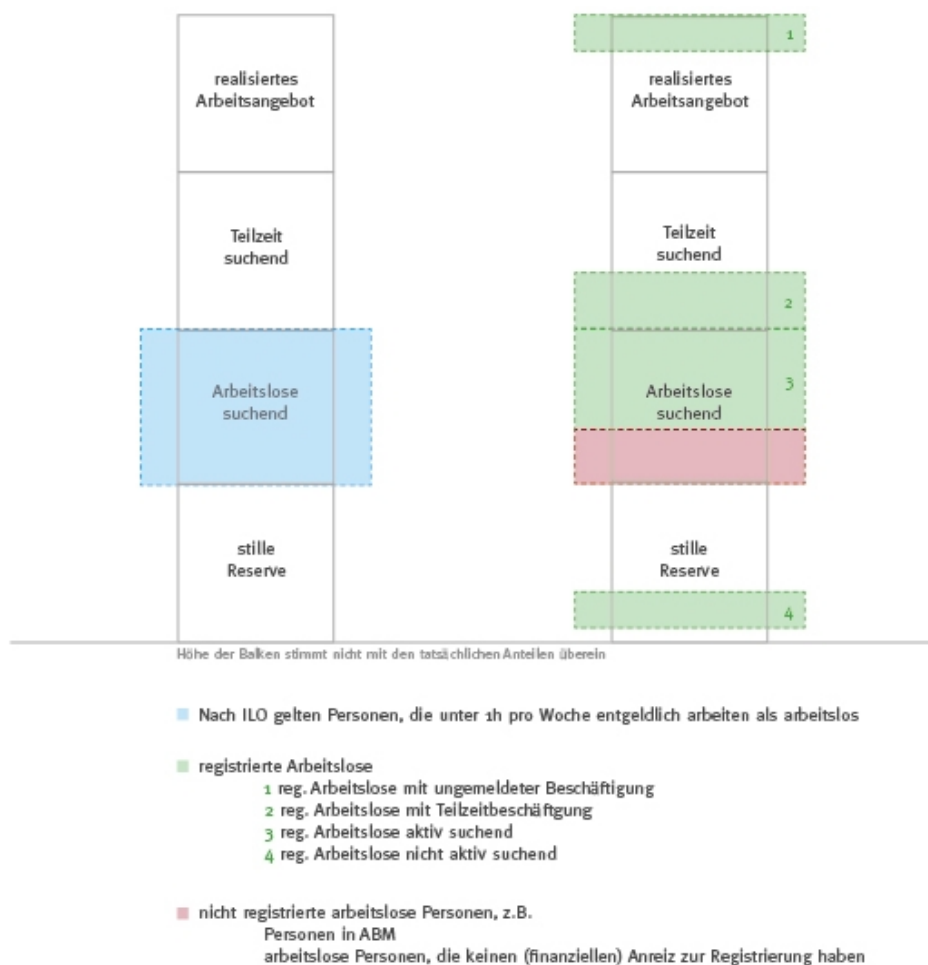 realisiertes
Arbeitsangebot
Teilzeit
suchend
Arbeitslose
suchend
stille
Reserve
1
realisiertes
Arbeitsangebot
Teilzeit
suchend
2
3
Arbeitslose
suchend
stille
Reserve
4
Höhe der Balken stimmt nicht mit den tatsächlichen Anteilen überein
Nach ILO gelten Personen, die unter 1h pro Woche entgeldlich arbeiten als arbeitslos
registrierte Arbeitslose
1 reg. Arbeitslose mit ungemeldeter Beschäftigung
2 reg. Arbeitslose mit Teilzeitbeschäftgung
3 reg. Arbeitslose aktiv suchend
4 reg. Arbeitslose nicht aktiv suchend
nicht registrierte arbeitslose Personen, z.B.
Personen in ABM
arbeitslose Personen, die keinen (finanziellen) Anreiz zur Registrierung haben